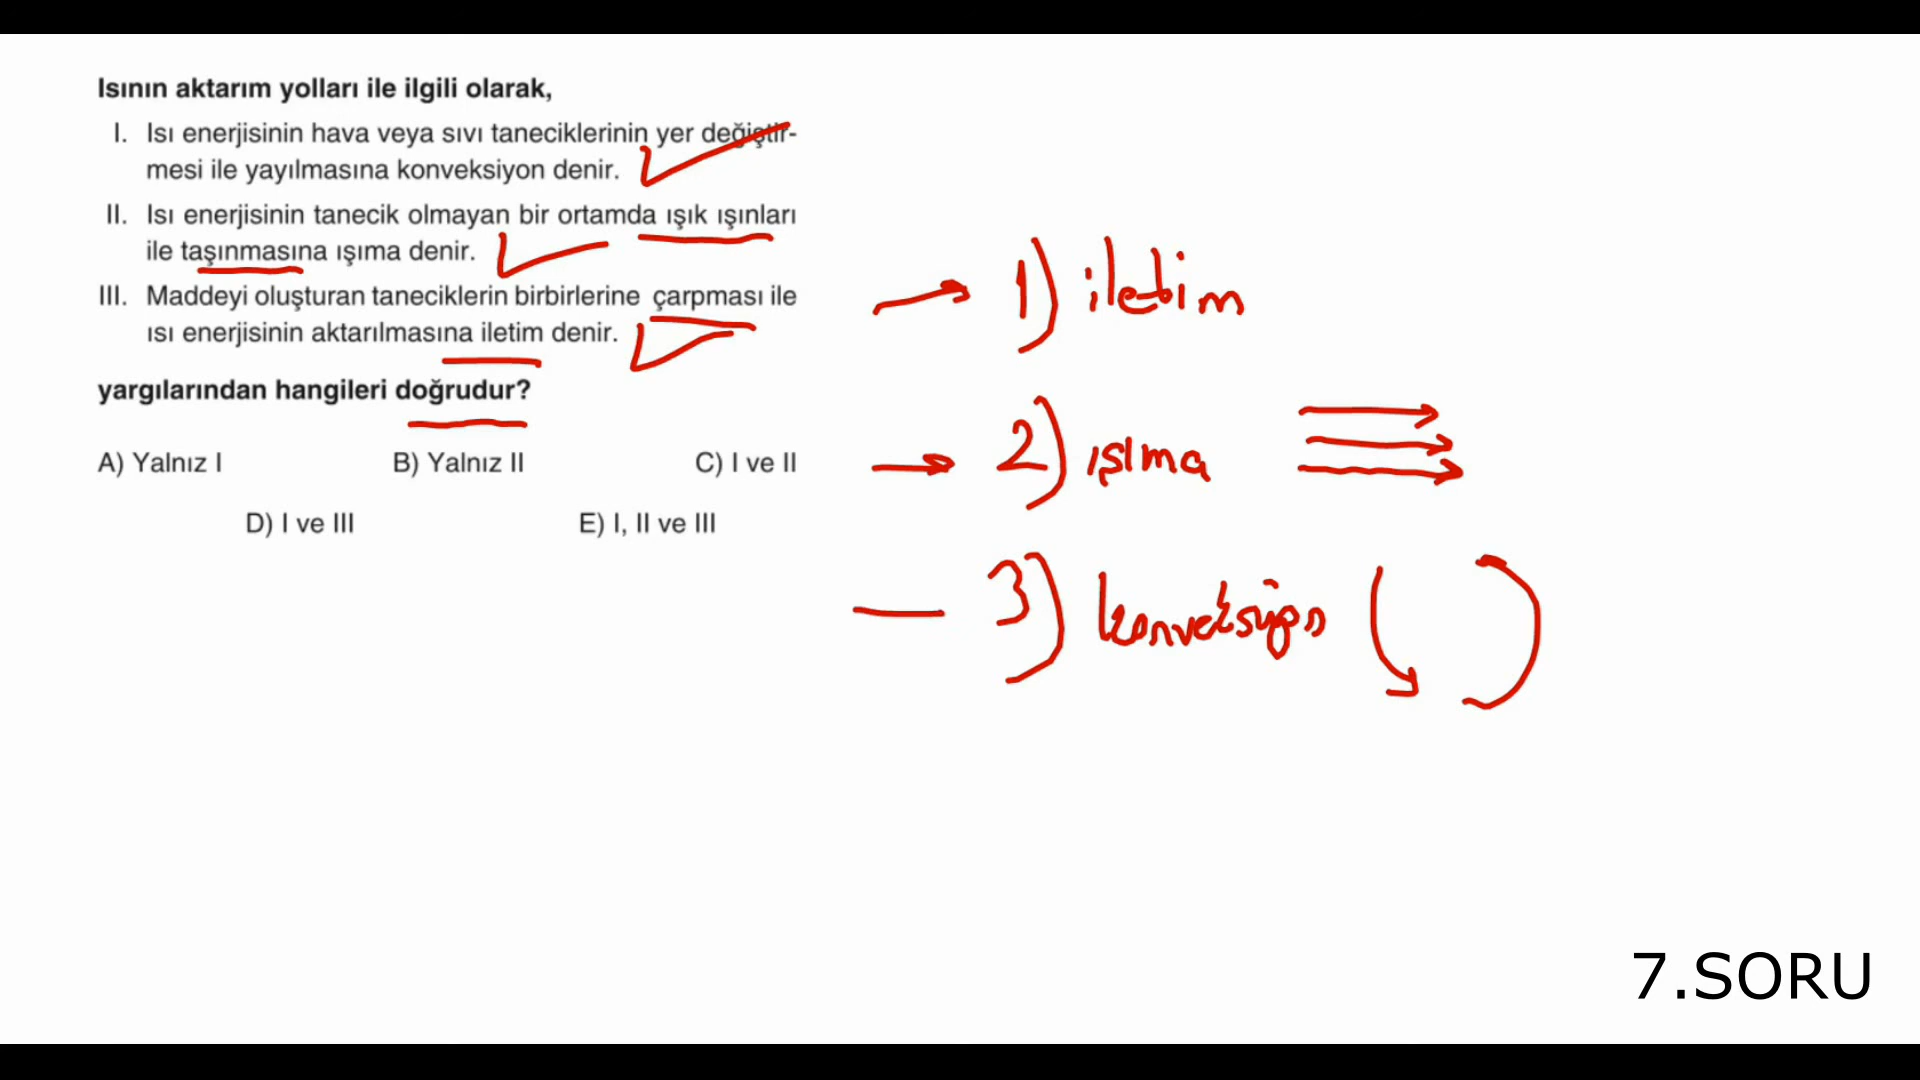 Isının aktarım yolları ile ilgili olarak,
I. Isı enerjisinin hava veya sıvı taneciklerinin yer değiştir-
mesi ile yayılmasına konveksiyon denir.
II. Isı enerjisinin tanecik olmayan bir ortamda ışık ışınları
ile taşınmasına ışıma denir.
III. Maddeyi oluşturan taneciklerin birbirlerine çarpması ile
ısı enerjisinin aktarılmasına iletim denir.
yargılarından hangileri doğrudur?
A) Yalnız I B) Yalnız II C) I ve II
D) I ve III E) I, II ve III
1) iletim
2) ışıma
3) konveksiyon
7.SORU